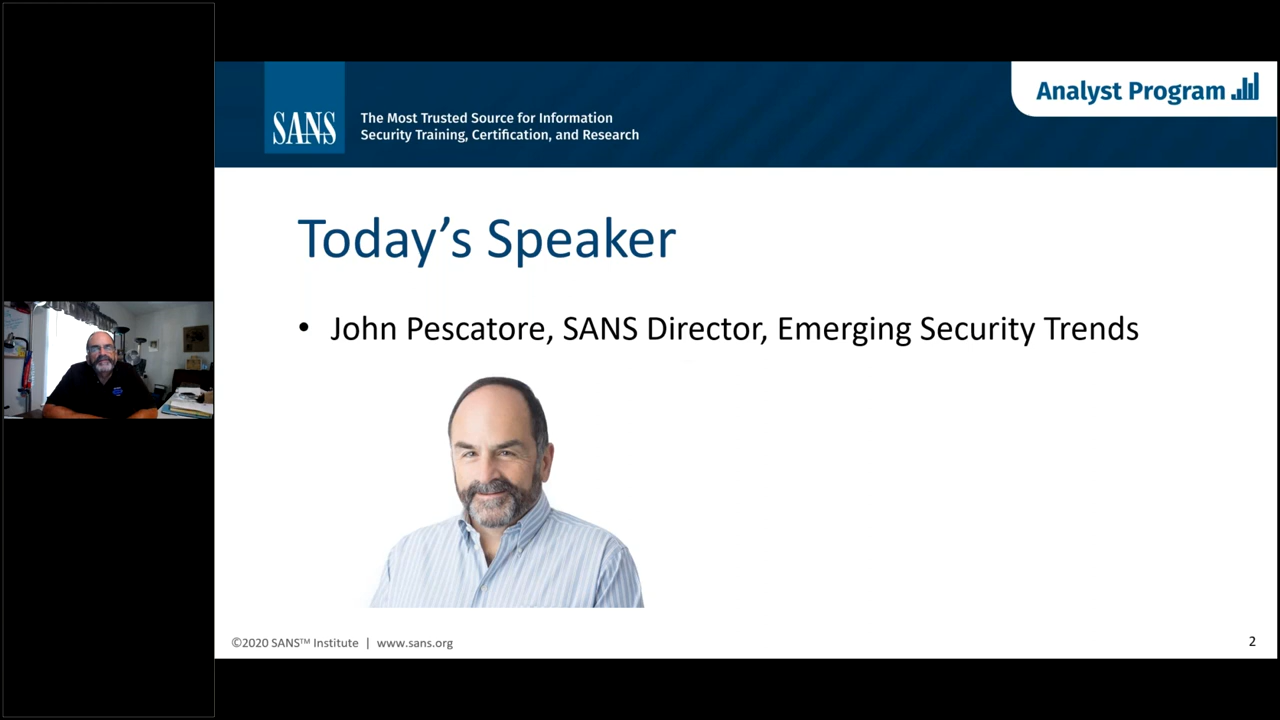 SANS
The Most Trusted Source for Information
Security Training, Certification, and Research
Analyst Program
Today’s Speaker
• John Pescatore, SANS Director, Emerging Security Trends
©2020 SANS™ Institute | www.sans.org
2